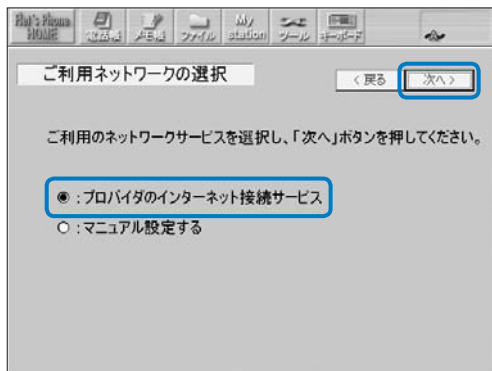 Flet's Phone HOME 電話帳 メモ帳 ファイル My station ツール キーボード
ご利用ネットワークの選択
< 戻る 次へ >
ご利用のネットワークサービスを選択し、「次へ」ボタンを押してください。
:プロバイダのインターネット接続サービス
:マニュアル設定する